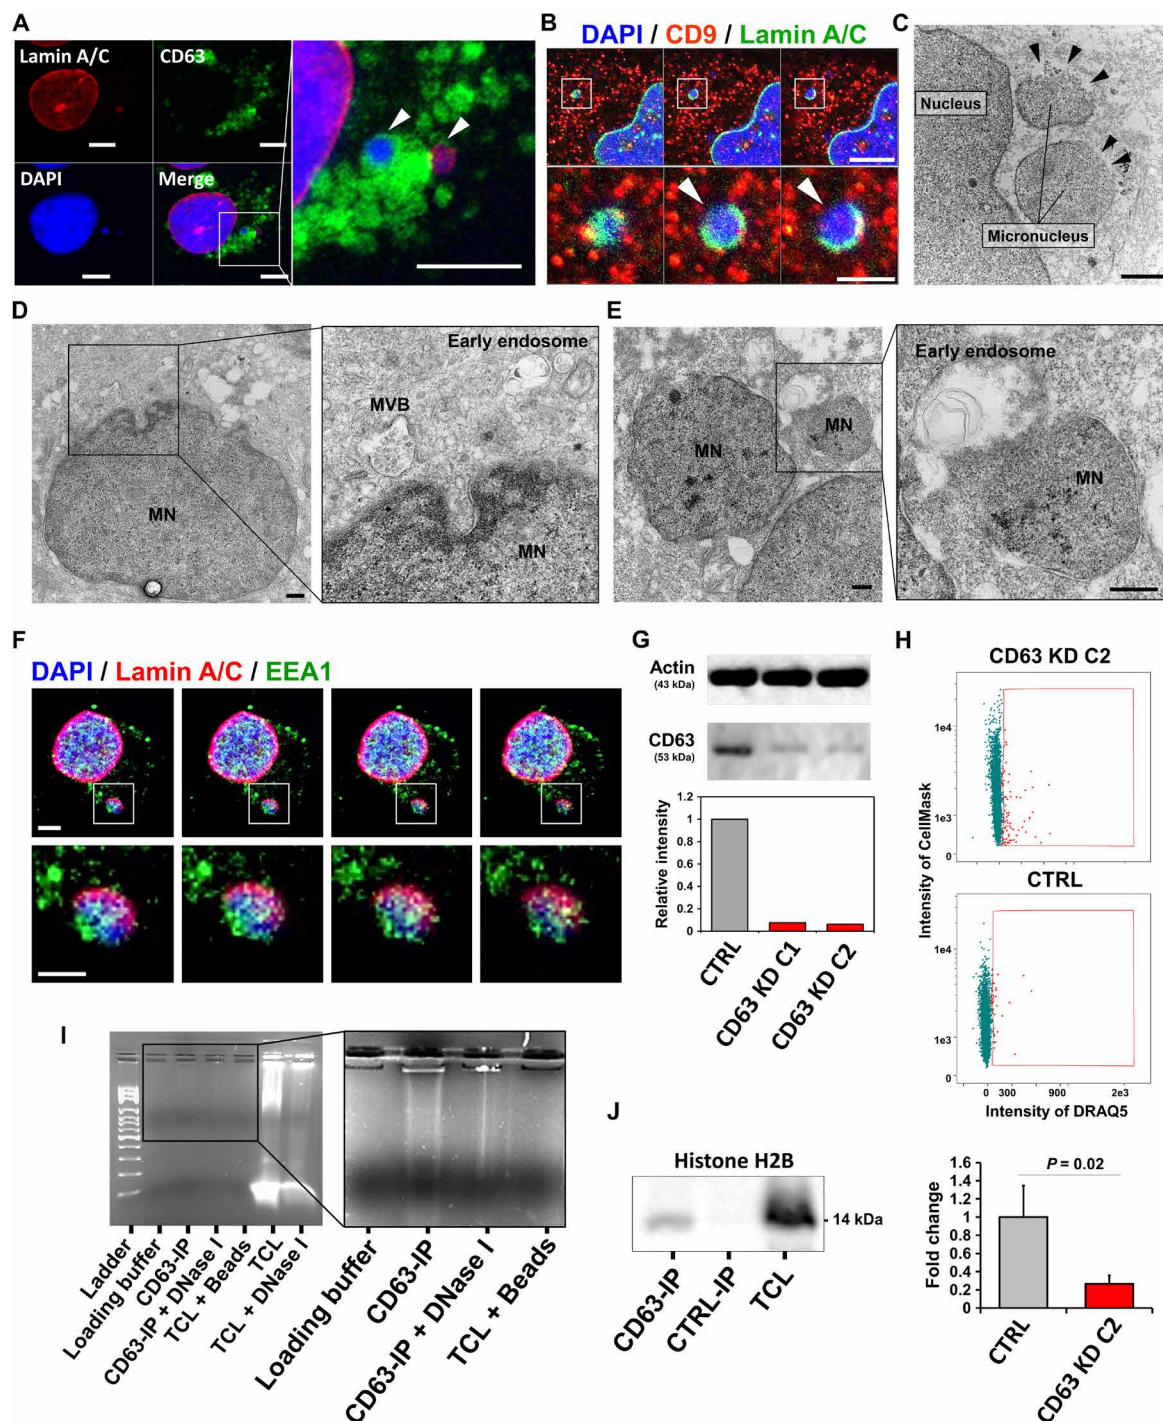 A
Lamin A/C
CD63
DAPI
Merge
B
DAPI / CD9 / Lamin A/C
C
Nucleus
Micronucleus
D
MN
Early endosome
MVB
MN
E
MN
MN
Early endosome
MN
F
DAPI / Lamin A/C / EEA1
G
Actin
(43 kDa)
CD63
(53 kDa)
Relative intensity
1.2
1
0.8
0.6
0.4
0.2
0
CTRL
CD63 KD C1
CD63 KD C2
H
CD63 KD C2
1e4
1e3
0
CTRL
1e4
1e3
0
0 300 900 2e3
Intensity of CellMask
Intensity of DRAQ5
P = 0.02
Fold change
1.6
1.4
1.2
1
0.8
0.6
0.4
0.2
0
CTRL
CD63 KD C2
I
Ladder
Loading buffer
CD63-IP
CD63-IP + DNase I
TCL + Beads
TCL
TCL + DNase I
Loading buffer
CD63-IP
CD63-IP + DNase I
TCL + Beads
J
Histone H2B
14 kDa
CD63-IP
CTRL-IP
TCL